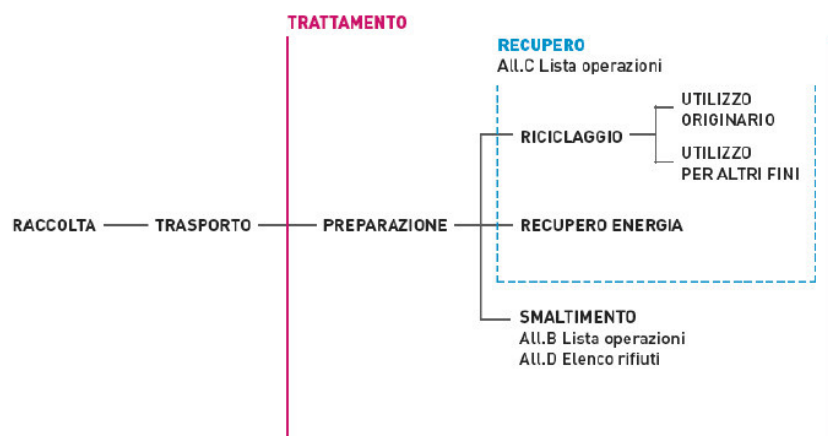 TRATTAMENTO
RECUPERO
All.C Lista operazioni
UTILIZZO
ORIGINARIO
RICICLAGGIO
UTILIZZO
PER ALTRI FINI
RACCOLTA
TRASPORTO
PREPARAZIONE
RECUPERO ENERGIA
SMALTIMENTO
All.B Lista operazioni
All.D Elenco rifiuti